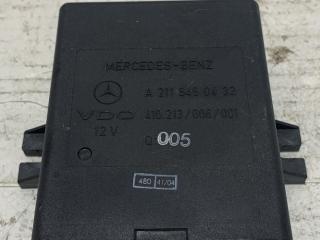 MERCEDES-BENZ
A 211 545 04 32
VDO 410.213/006/001
12 V Q 005
480 41/04